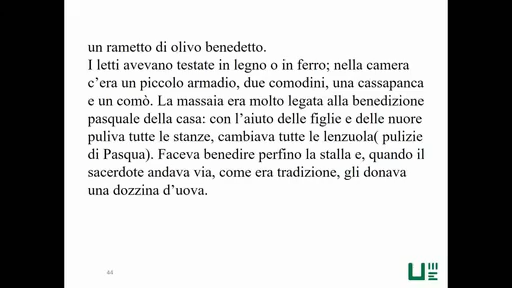 un rametto di olivo benedetto.
I letti avevano testate in legno o in ferro; nella camera
c’era un piccolo armadio, due comodini, una cassapanca
e un comò. La massaia era molto legata alla benedizione
pasquale della casa: con l’aiuto delle figlie e delle nuore
puliva tutte le stanze, cambiava tutte le lenzuola( pulizie
di Pasqua). Faceva benedire perfino la stalla e, quando il
sacerdote andava via, come era tradizione, gli donava
una dozzina d’uova.
44